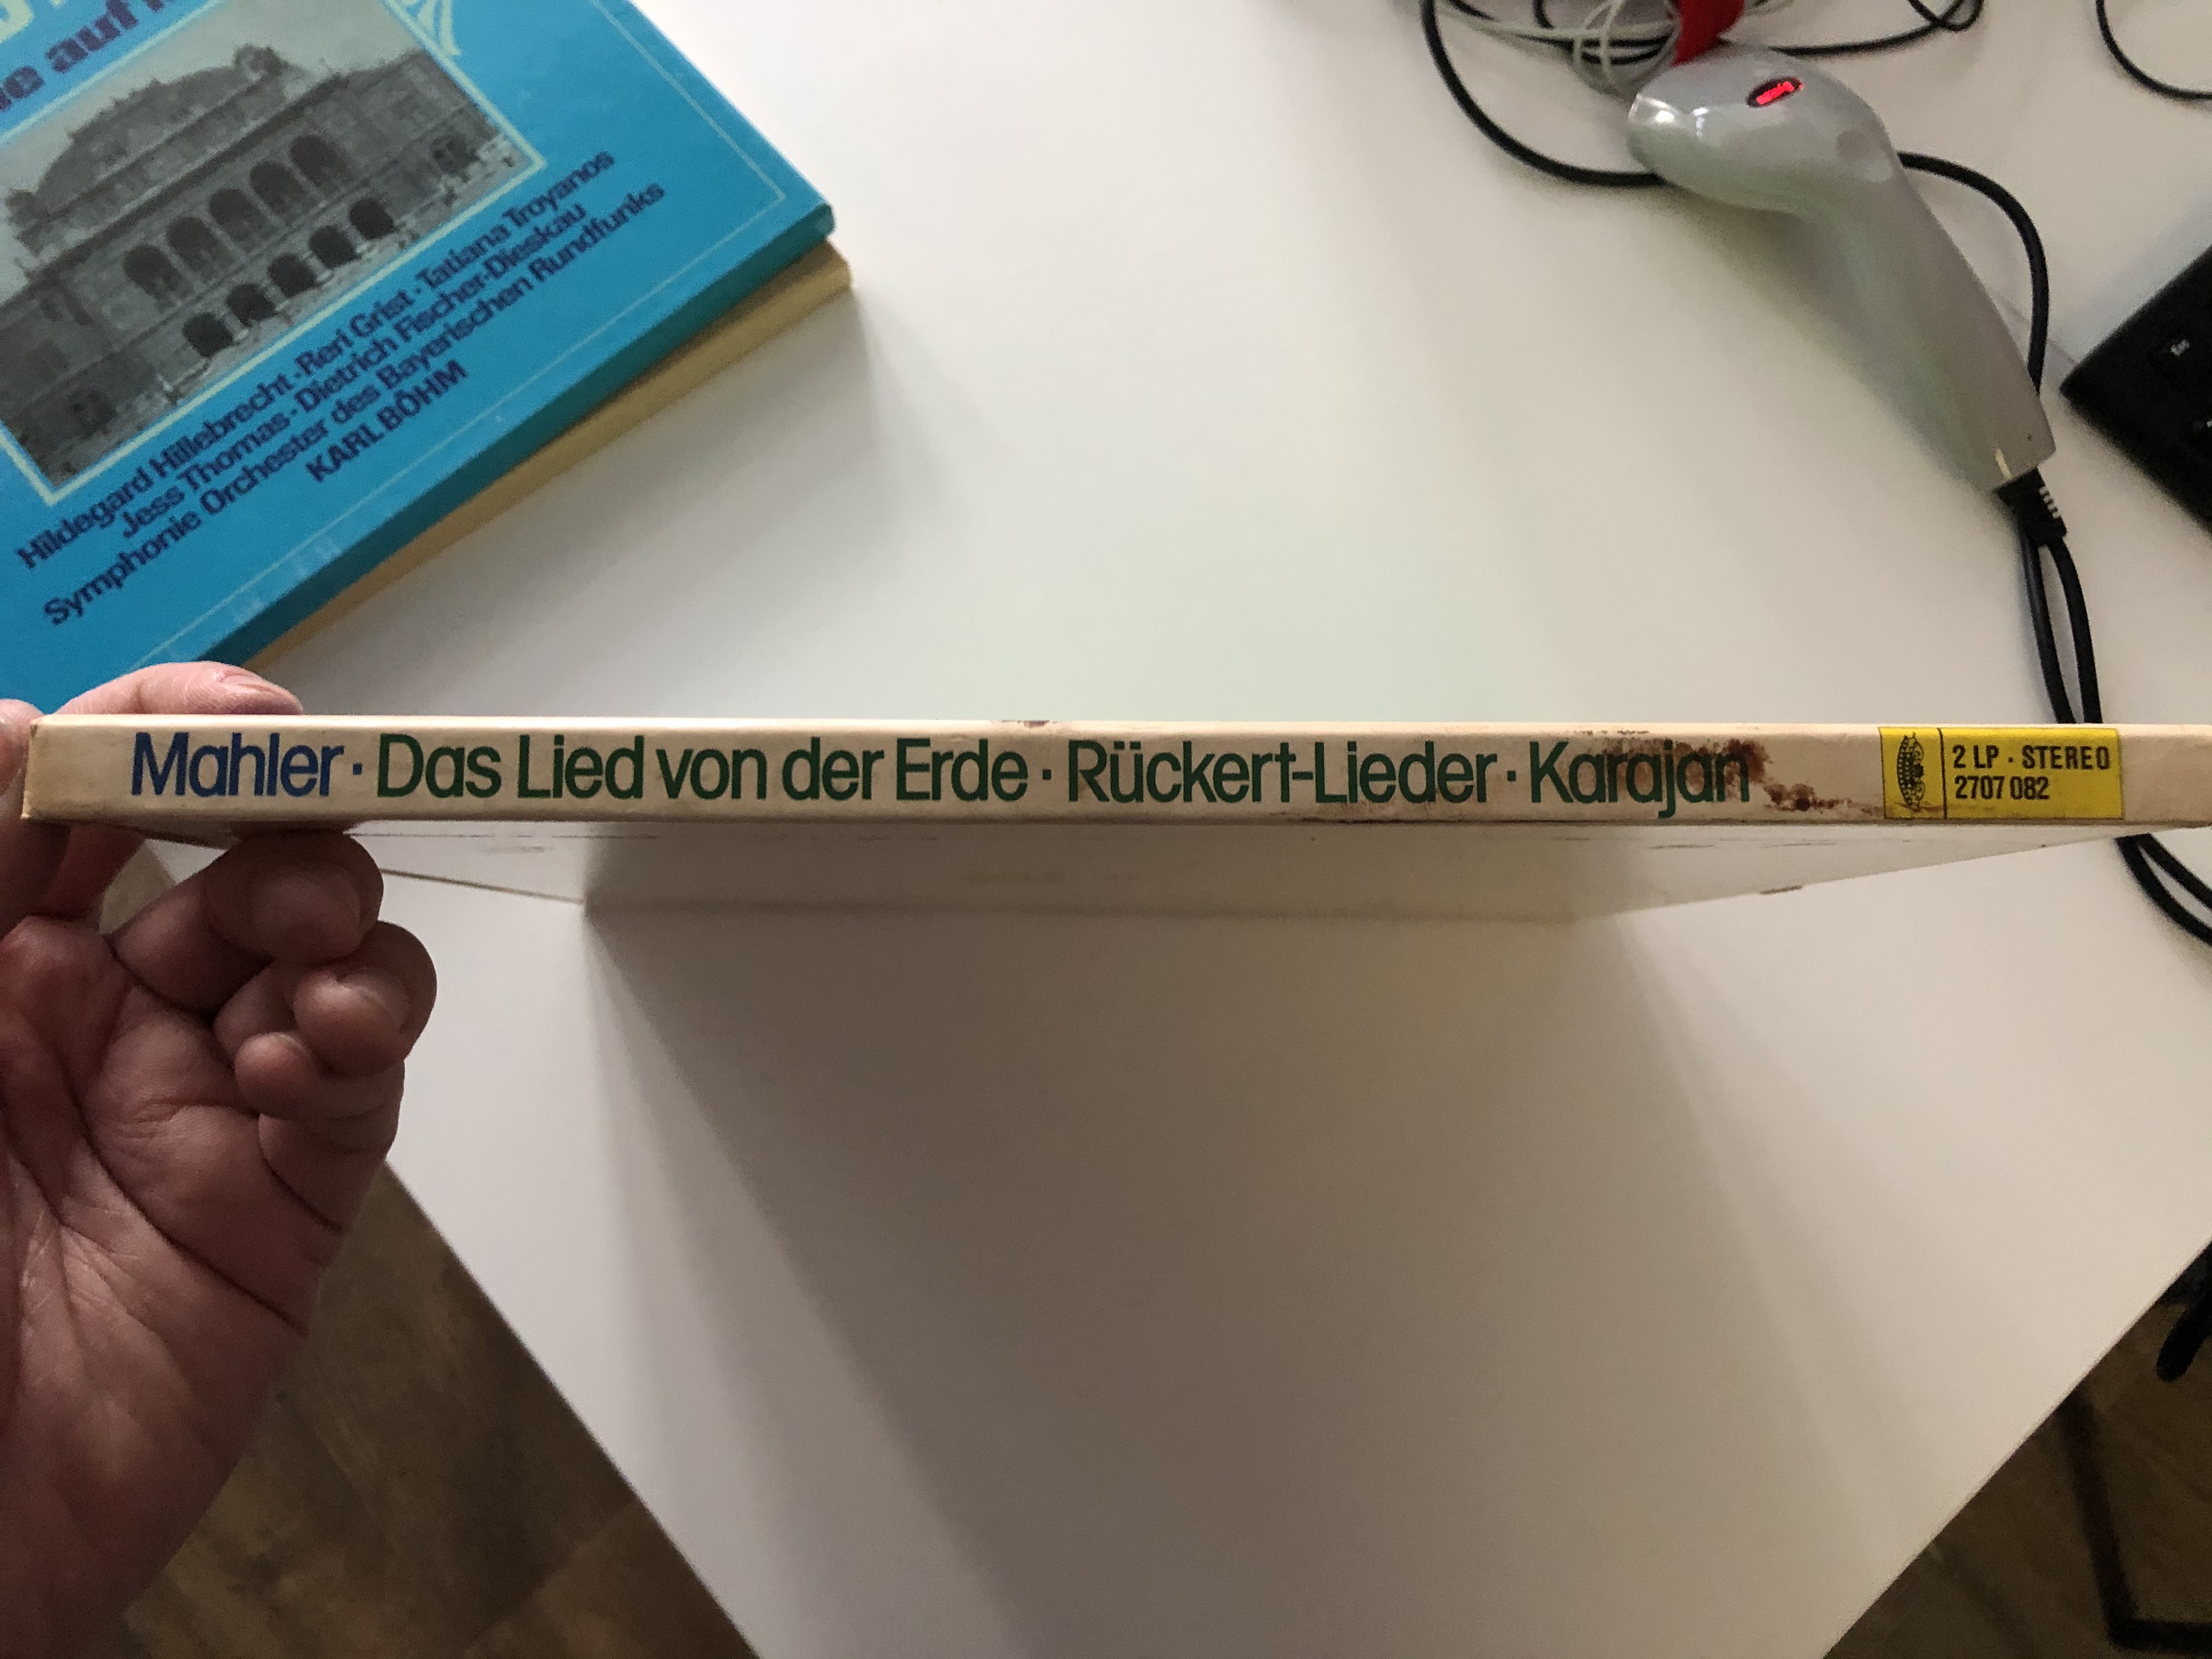 auf
Hildegard Hillebrecht · Reri Grist · Tatiana Troyanos
Jess Thomas · Dietrich Fischer-Dieskau
Symphonie Orchester des Bayerischen Rundfunks
KARL BÖHM
Mahler · Das Lied von der Erde · Rückert-Lieder · Karajan
2 LP · STEREO
2707 082